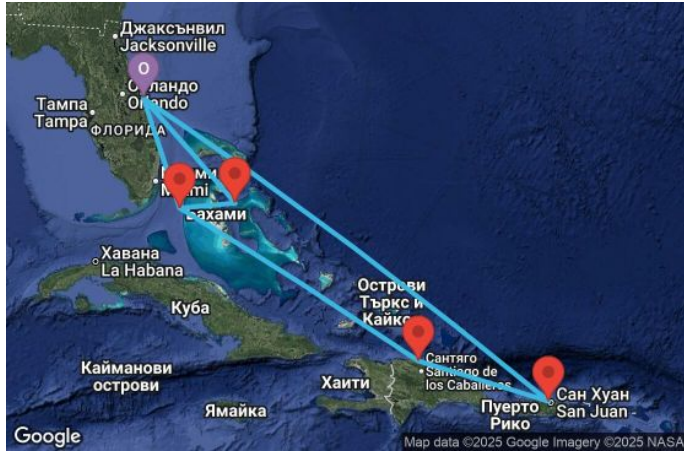 Джаксънвил
Jacksonville
О
Орландо
Orlando
Тампа
Tampa
ФЛОРИДА
Miami
Бахами
Хавана
La Habana
Куба
Острови
Търкс и
Кайкос
Сантяго
Santiago de
los Caballeros
Кайманови
острови
Хаити
Ямайка
Пуерто
Рико
Сан Хуан
San Juan
Google
Map data ©2025 Google Imagery ©2025 NASA